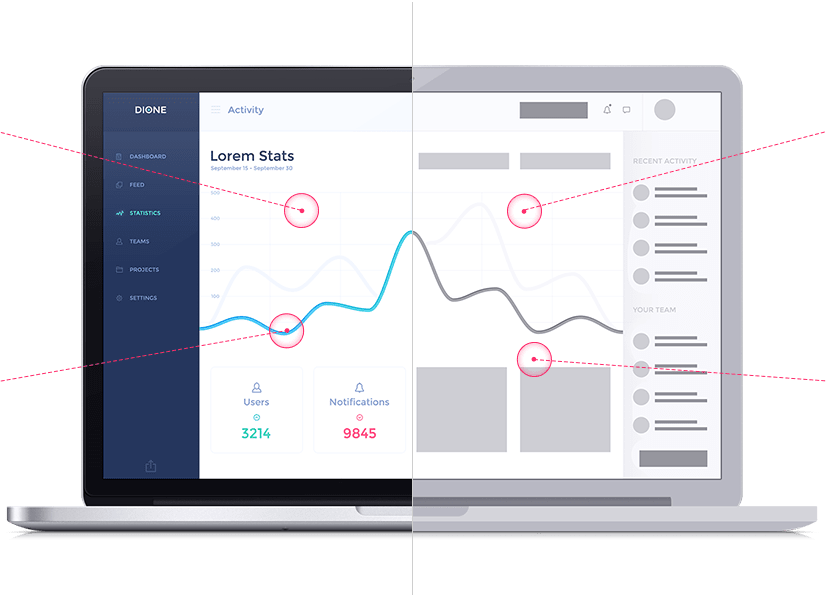 DIONE
Activity
DASHBOARD
FEED
STATISTICS
TEAMS
PROJECTS
SETTINGS
Lorem Stats
September 15 - September 30
500
400
300
200
100
Users
3214
Notifications
9845
RECENT ACTIVITY
YOUR TEAM